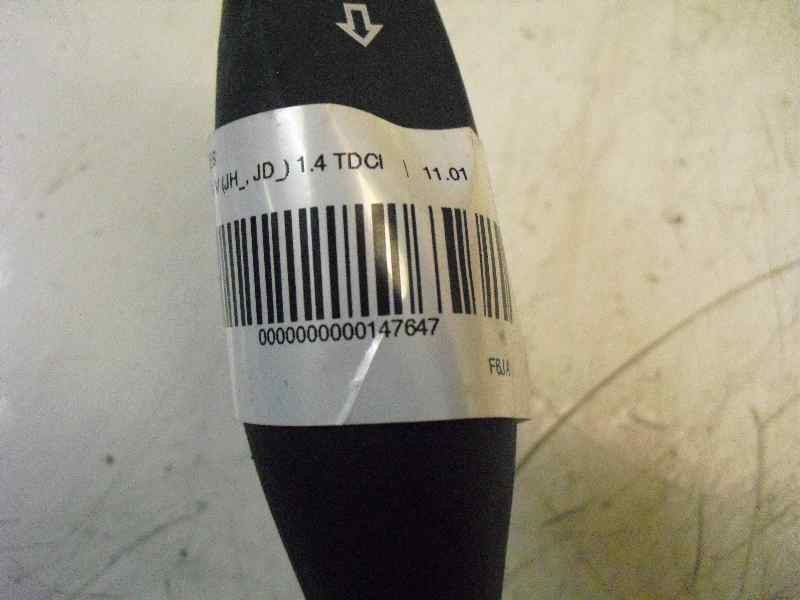 V (JH_, JD_) 1.4 TDCI | 11.01
0000000000147647
F6JA